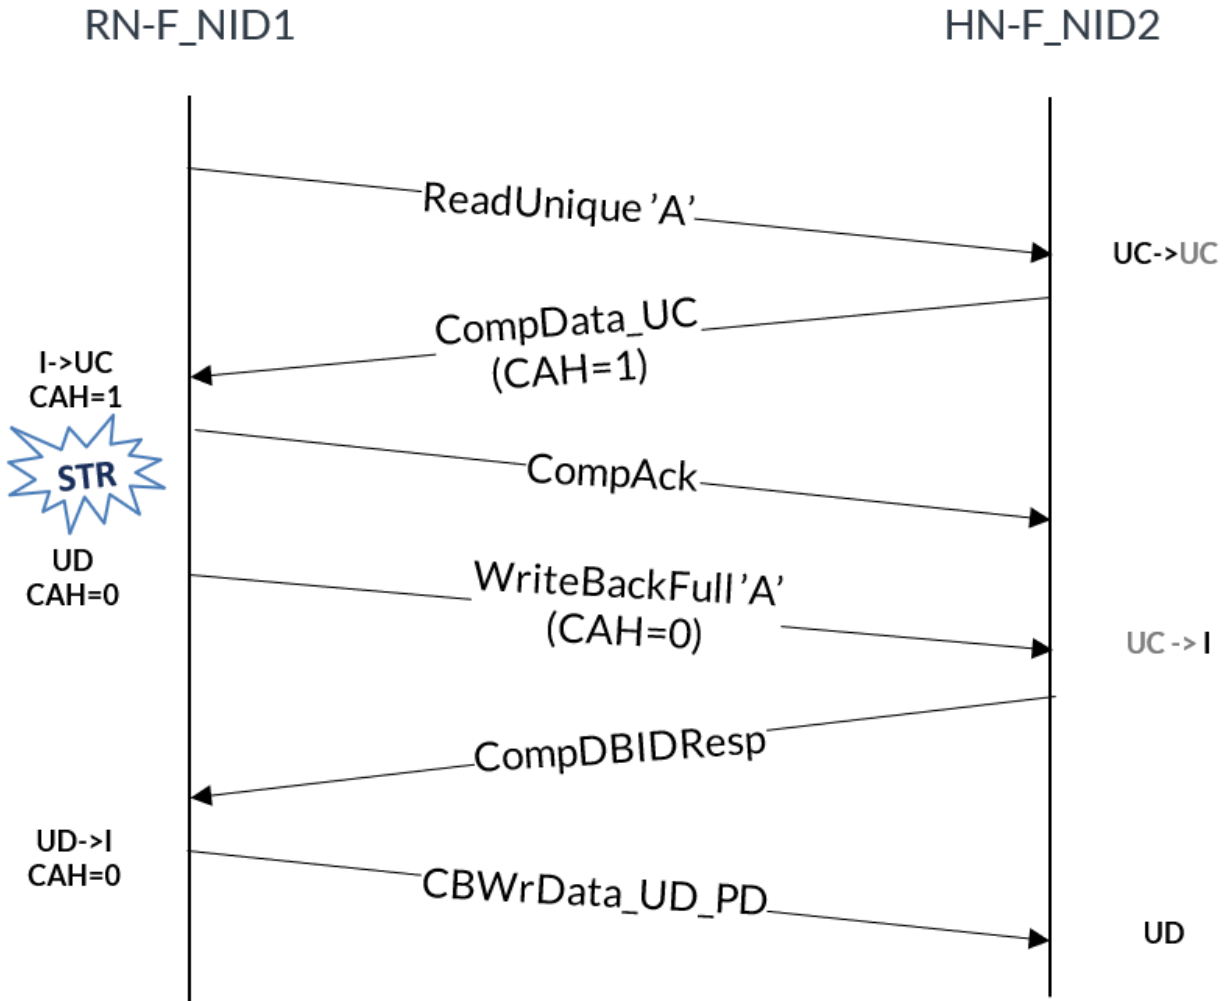 RN-F_NID1
HN-F_NID2
ReadUnique 'A'
UC->UC
CompData_UC
(CAH=1)
I->UC
CAH=1
STR
CompAck
UD
CAH=0
WriteBackFull 'A'
(CAH=0)
UC -> I
CompDBIDResp
UD->I
CAH=0
CBWrData_UD_PD
UD